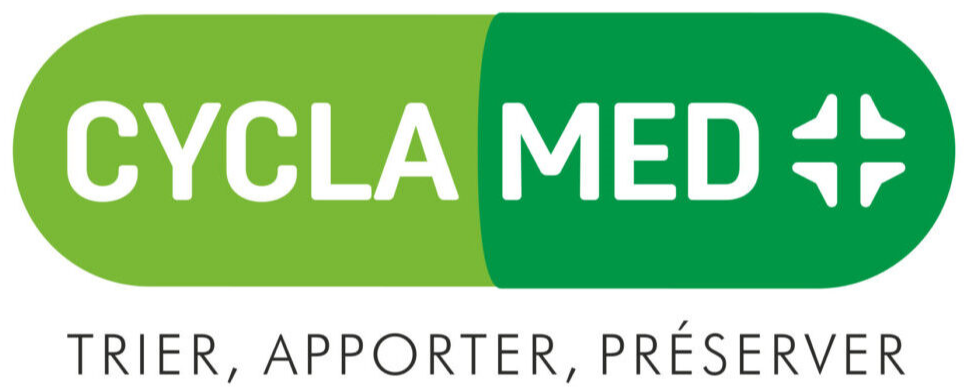 CYCLAMED
TRIER, APPORTER, PRÉSERVER